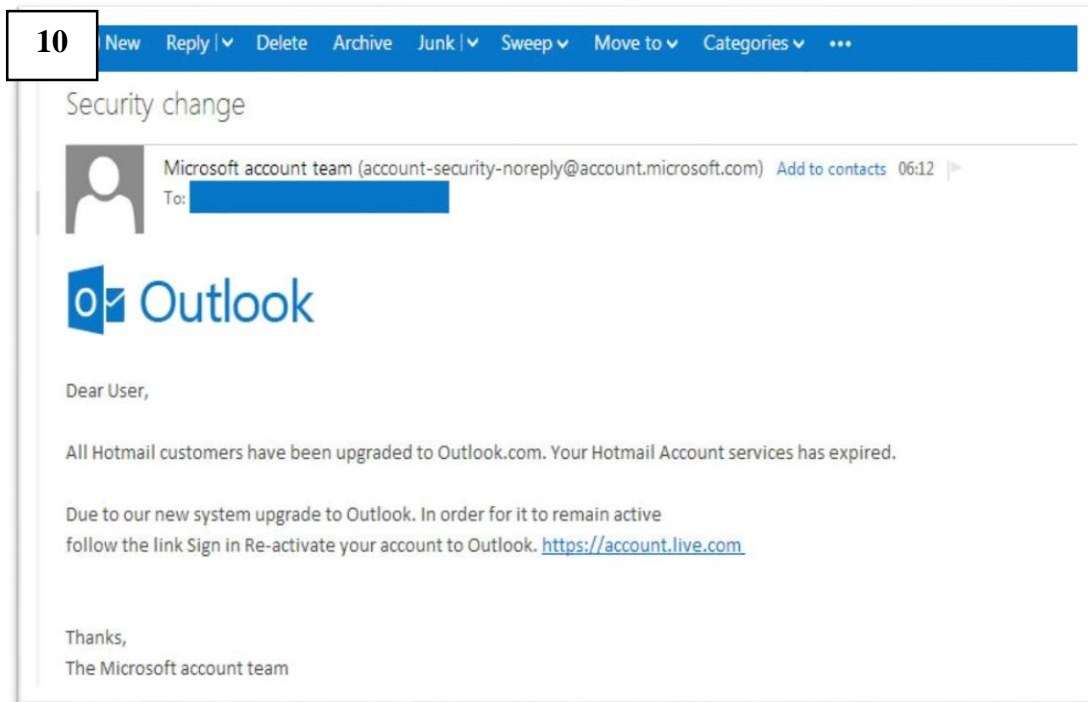 10
New Reply | Delete Archive Junk | Sweep Move to Categories •••
Security change
Microsoft account team (account-security-noreply@account.microsoft.com) Add to contacts 06:12
To:
Outlook
Dear User,
All Hotmail customers have been upgraded to Outlook.com. Your Hotmail Account services has expired.
Due to our new system upgrade to Outlook. In order for it to remain active
follow the link Sign in Re-activate your account to Outlook. https://account.live.com
Thanks,
The Microsoft account team